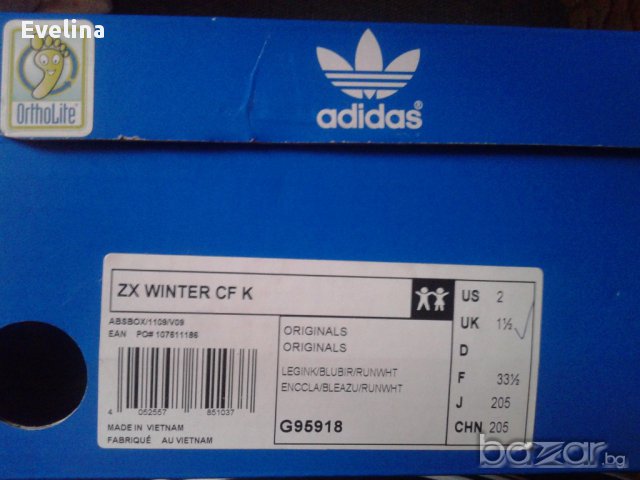 Evelina
OrthoLite
adidas®
ZX WINTER CF K
ABSBOX/1109/V09
EAN PO# 107611186
4 052557 851037
MADE IN VIETNAM
FABRIQUÉ AU VIETNAM
ORIGINALS
ORIGINALS
LEGINK/BLUBIR/RUNWHT
ENCCLA/BLEAZU/RUNWHT
G95918
US 2
UK 1½
D
F 33½
J 205
CHN 205
bazar.bg